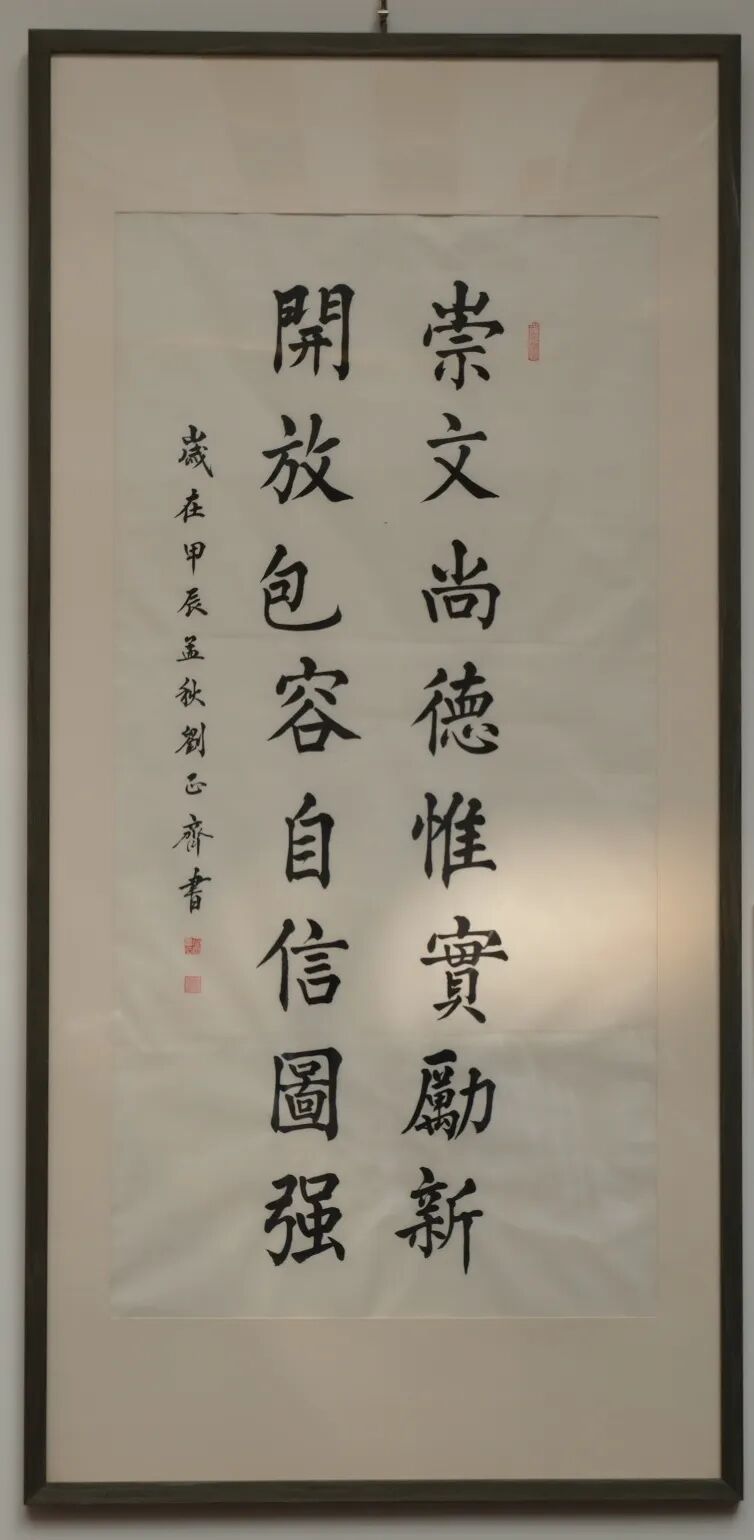 崇文尚德惟實勵新
開放包容自信圖强
歲在甲辰孟秋劉正齊書